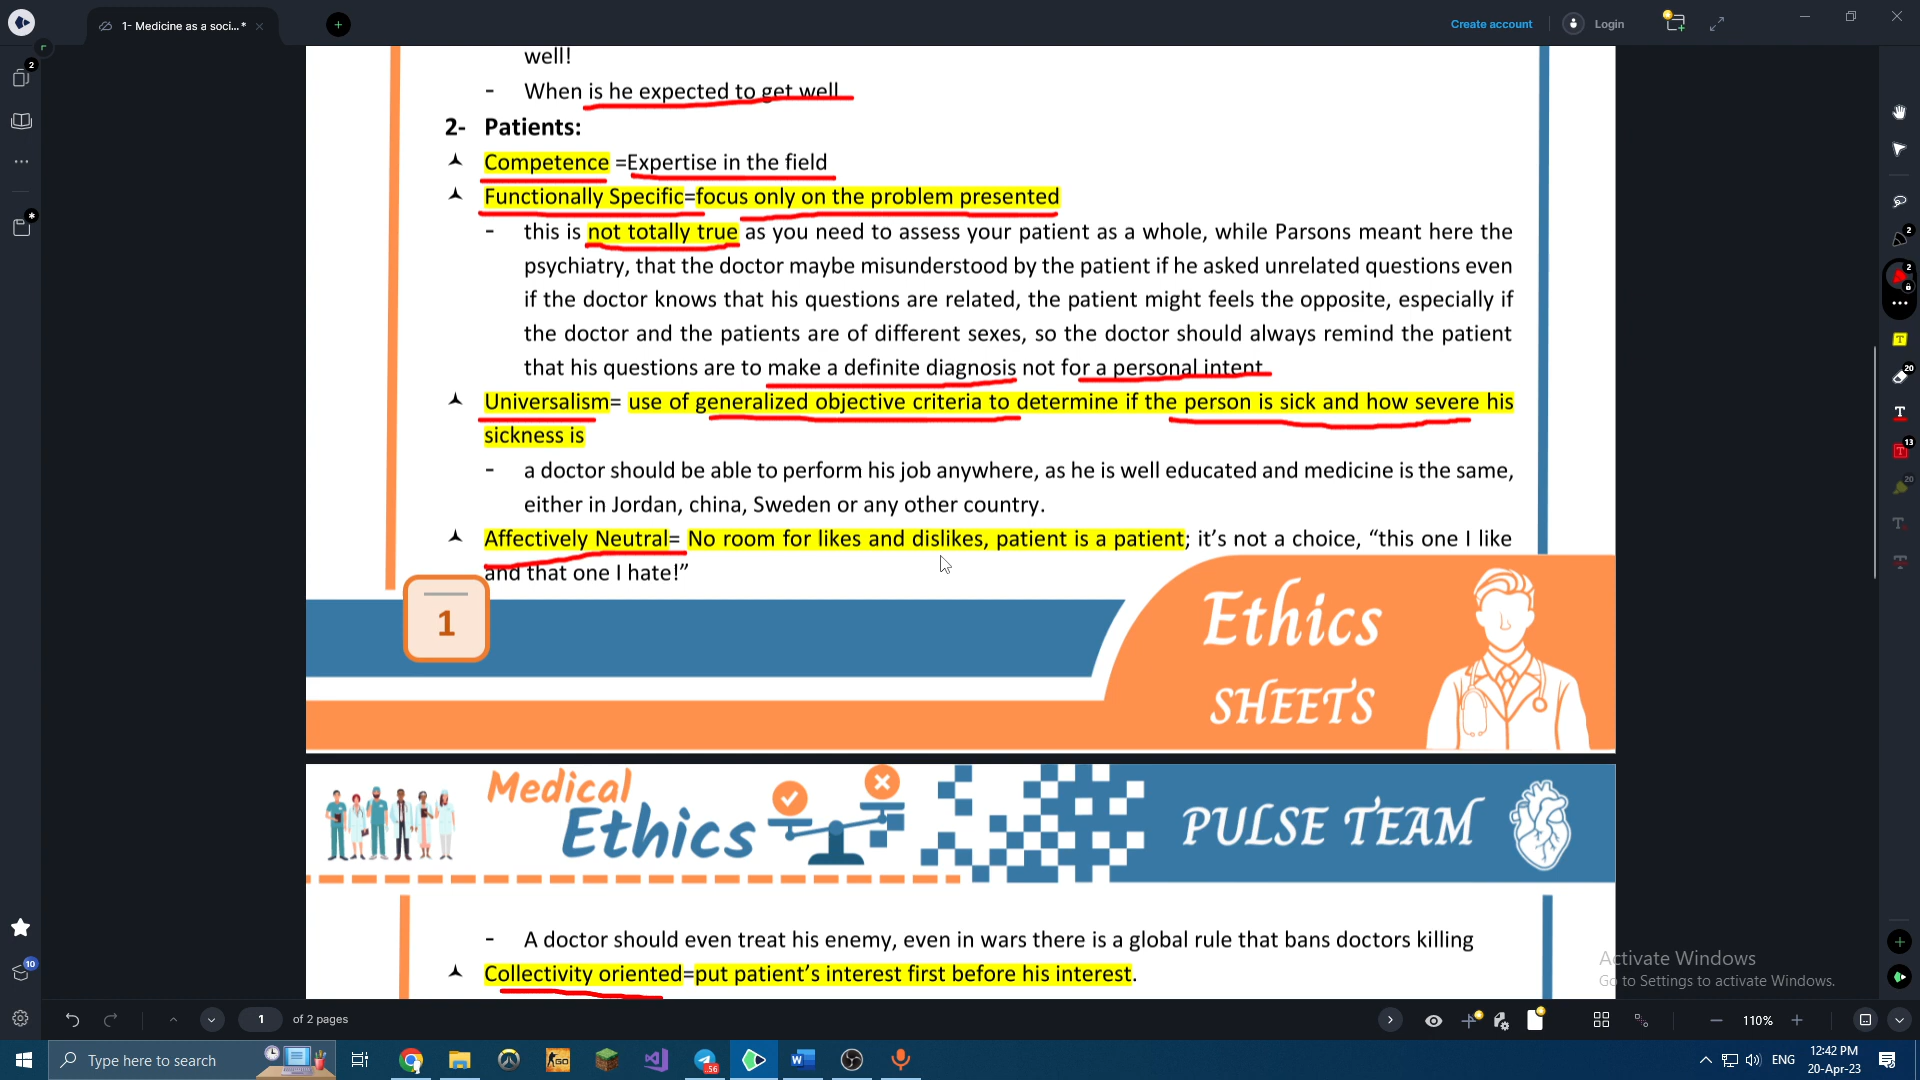 1- Medicine as a soci...*
Create account
Login
2
well!
- When is he expected to get well
2- Patients:
Competence =Expertise in the field
Functionally Specific=focus only on the problem presented
- this is not totally true as you need to assess your patient as a whole, while Parsons meant here the
psychiatry, that the doctor maybe misunderstood by the patient if he asked unrelated questions even
if the doctor knows that his questions are related, the patient might feels the opposite, especially if
the doctor and the patients are of different sexes, so the doctor should always remind the patient
that his questions are to make a definite diagnosis not for a personal intent
Universalism= use of generalized objective criteria to determine if the person is sick and how severe his
sickness is
- a doctor should be able to perform his job anywhere, as he is well educated and medicine is the same,
either in Jordan, china, Sweden or any other country.
Affectively Neutral= No room for likes and dislikes, patient is a patient; it's not a choice, “this one I like
and that one I hate!”
1
Ethics
SHEETS
Medical
Ethics
PULSE TEAM
- A doctor should even treat his enemy, even in wars there is a global rule that bans doctors killing
Collectivity oriented=put patient's interest first before his interest.
Activate Windows
Go to Settings to activate Windows.
2
2
20
13
20
10
1 of 2 pages
110%
Type here to search
GO
56
ENG
12:42 PM
20-Apr-23